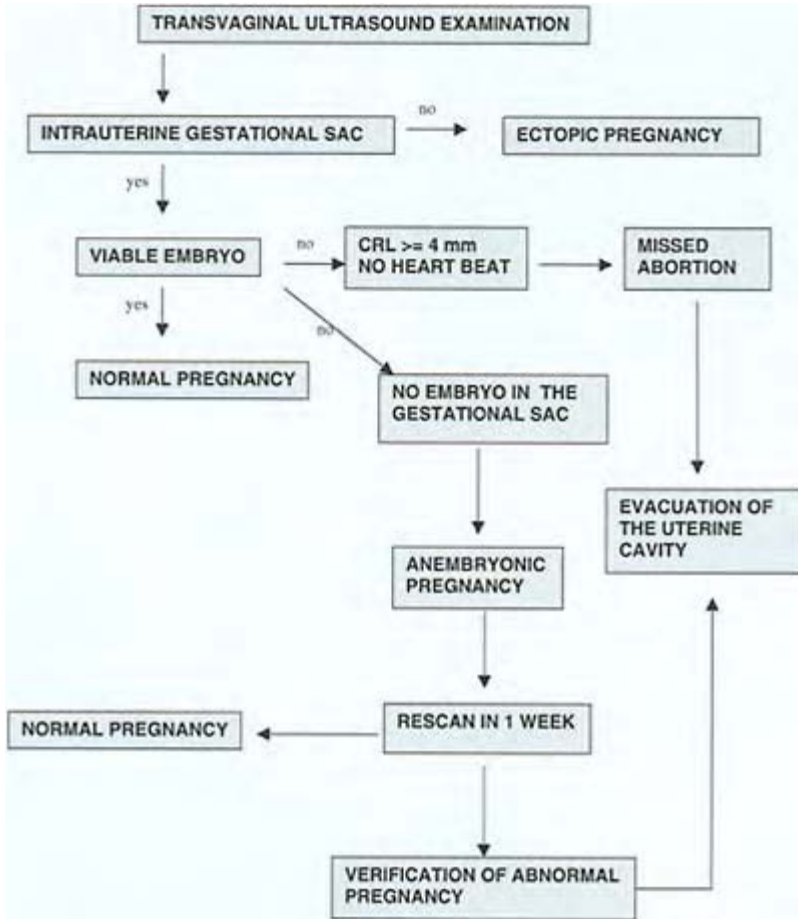 TRANSVAGINAL ULTRASOUND EXAMINATION
INTRAUTERINE GESTATIONAL SAC
no
ECTOPIC PREGNANCY
yes
VIABLE EMBRYO
no
CRL >= 4 mm
NO HEART BEAT
MISSED
ABORTION
yes
no
NORMAL PREGNANCY
NO EMBRYO IN THE
GESTATIONAL SAC
EVACUATION OF
THE UTERINE
CAVITY
ANEMBRYONIC
PREGNANCY
NORMAL PREGNANCY
RESCAN IN 1 WEEK
VERIFICATION OF ABNORMAL
PREGNANCY